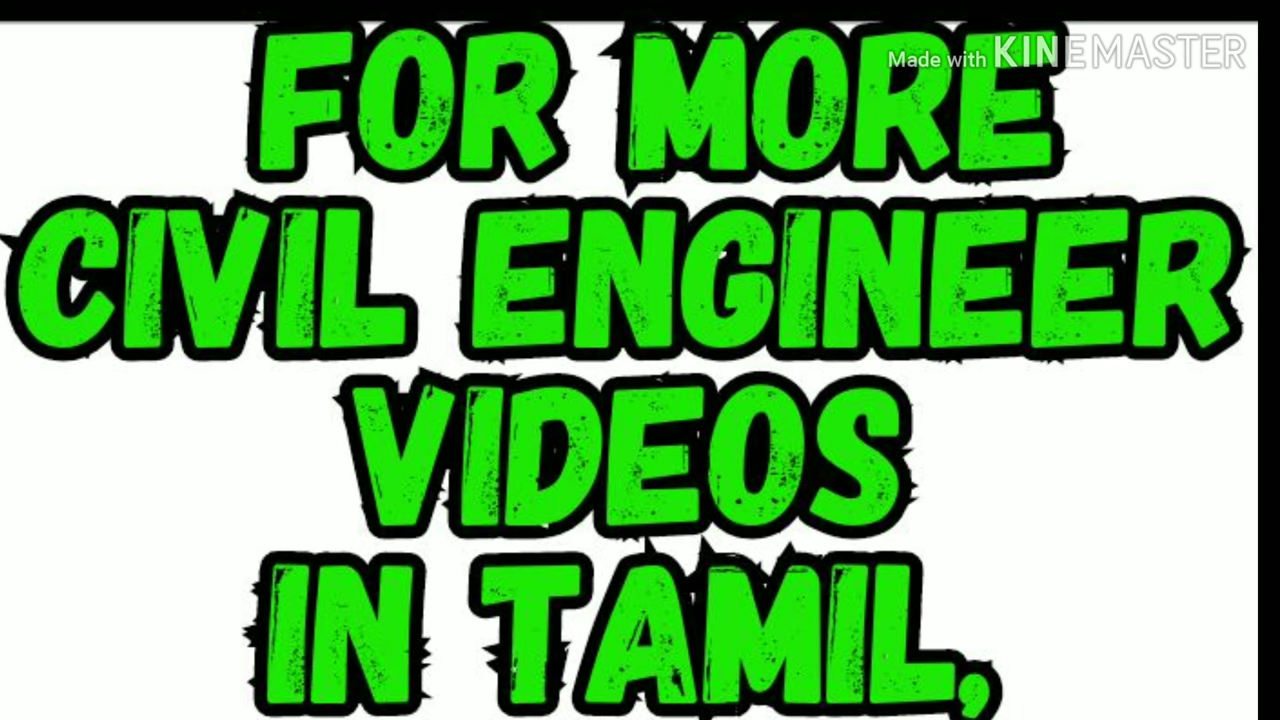 Made with KINEMASTER
FOR MORE
CIVIL ENGINEER
VIDEOS
IN TAMIL,